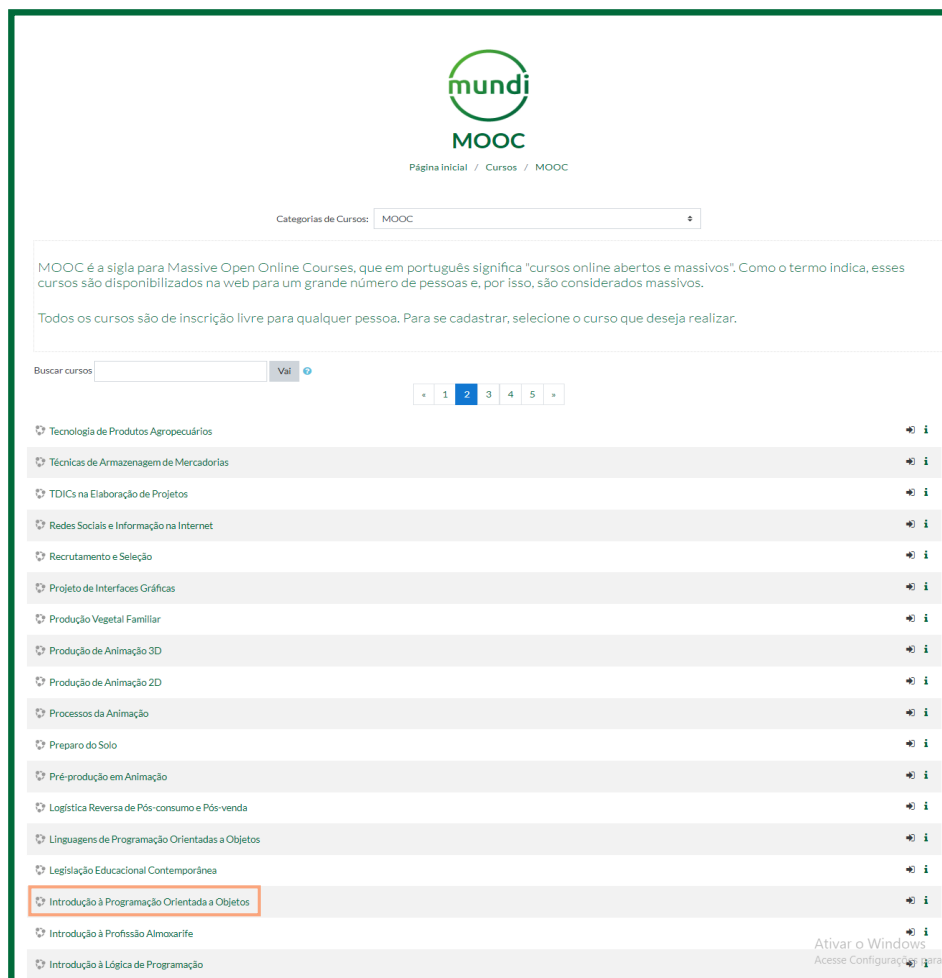 mundi
MOOC
Página inicial / Cursos / MOOC
Categorias de Cursos: MOOC
MOOC é a sigla para Massive Open Online Courses, que em português significa "cursos online abertos e massivos". Como o termo indica, esses
cursos são disponibilizados na web para um grande número de pessoas e, por isso, são considerados massivos.
Todos os cursos são de inscrição livre para qualquer pessoa. Para se cadastrar, selecione o curso que deseja realizar.
Buscar cursos Vai
« 1 2 3 4 5 »
Tecnologia de Produtos Agropecuários
Técnicas de Armazenagem de Mercadorias
TDICs na Elaboração de Projetos
Redes Sociais e Informação na Internet
Recrutamento e Seleção
Projeto de Interfaces Gráficas
Produção Vegetal Familiar
Produção de Animação 3D
Produção de Animação 2D
Processos da Animação
Preparo do Solo
Pré-produção em Animação
Logística Reversa de Pós-consumo e Pós-venda
Linguagens de Programação Orientadas a Objetos
Legislação Educacional Contemporânea
Introdução à Programação Orientada a Objetos
Introdução à Profissão Almoxarife
Ativar o Windows
Introdução à Lógica de Programação
Acesse Configurações para